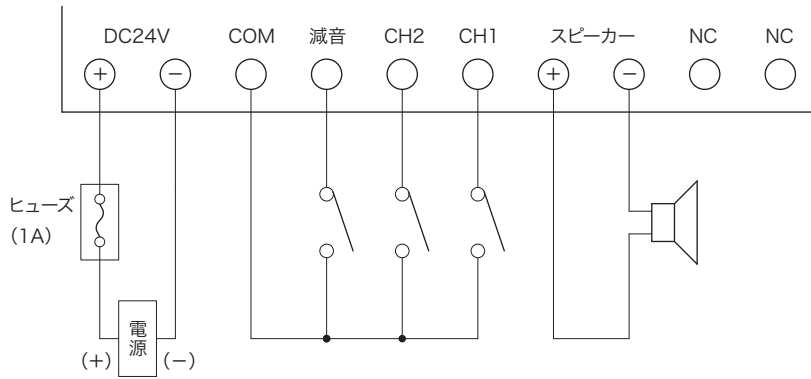 DC24V COM 減音 CH2 CH1 スピーカー NC NC
+ − + −
ヒューズ
(1A)
電源
(+) (−)